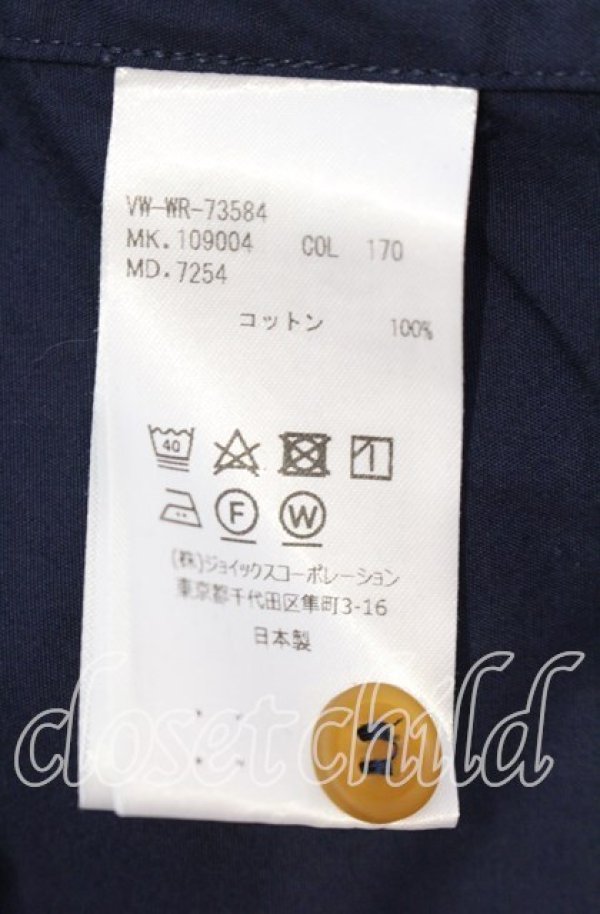 VW-WR-73584
MK.109004 COL 170
MD.7254
コットン 100%
40
F W
(株)ジョイックスコーポレーション
東京都千代田区隼町3-16
日本製
closet child